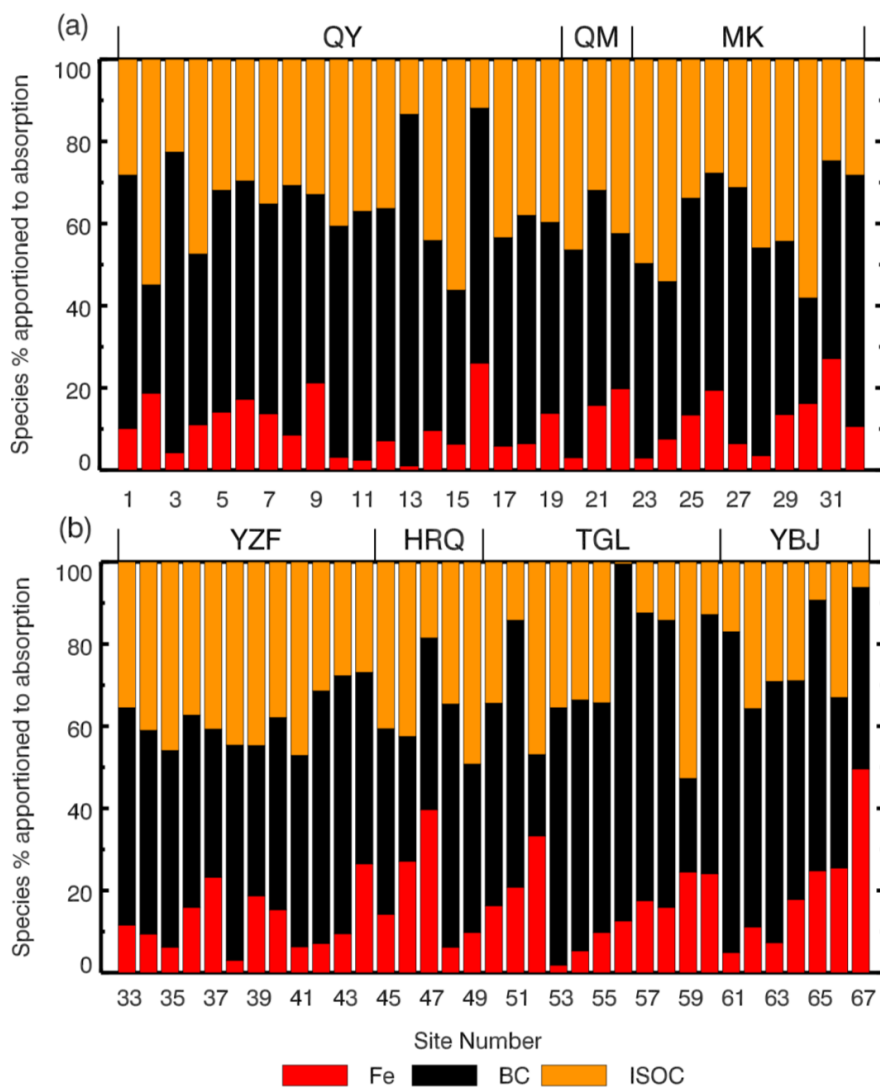 (a)
QY QM MK
Species % apportioned to absorption
100
80
60
40
20
0
1 3 5 7 9 11 13 15 17 19 21 23 25 27 29 31
(b)
YZF HRQ TGL YBJ
Species % apportioned to absorption
100
80
60
40
20
0
33 35 37 39 41 43 45 47 49 51 53 55 57 59 61 63 65 67
Site Number
Fe BC ISOC